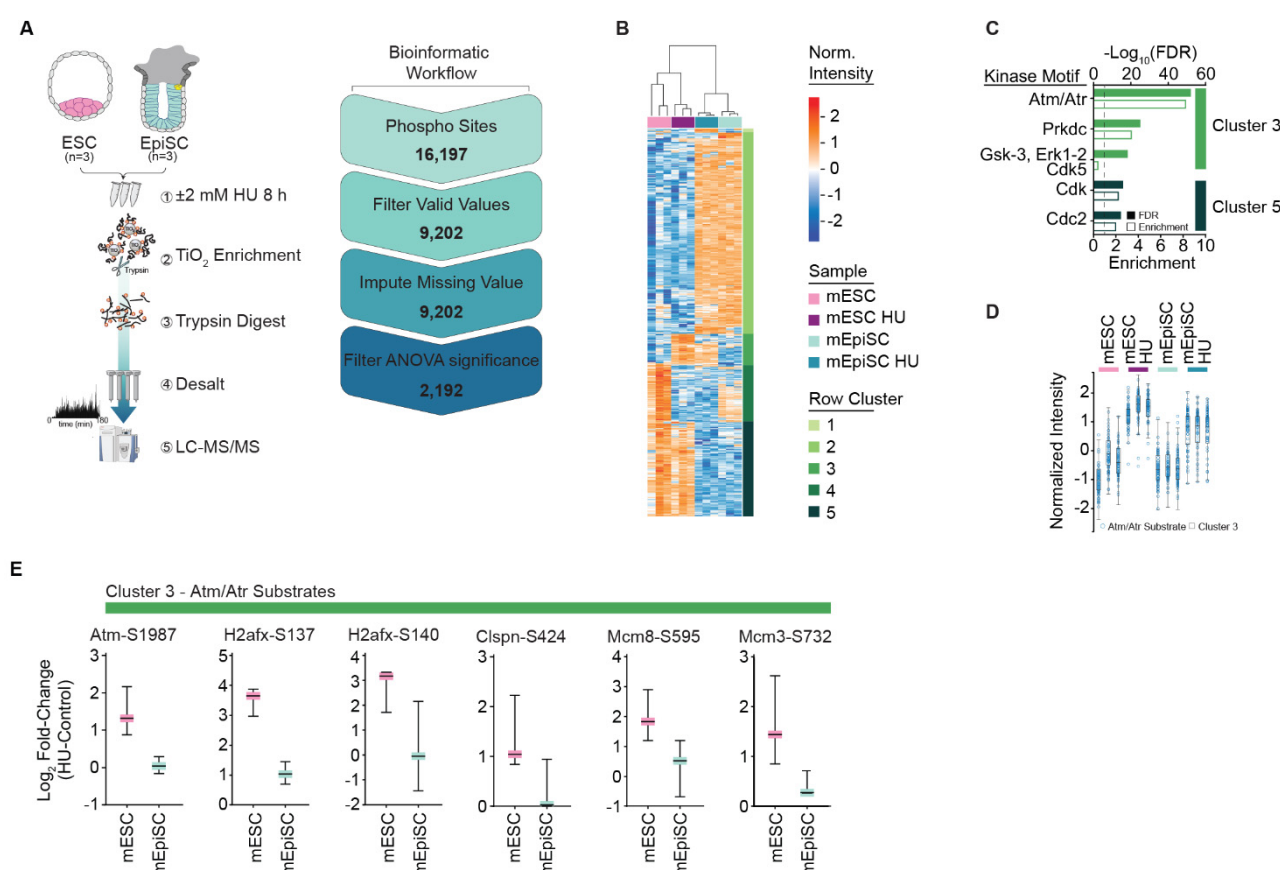 A
ESC
(n=3)
EpiSC
(n=3)
① ±2 mM HU 8 h
② TiO2 Enrichment
Trypsin
③ Trypsin Digest
④ Desalt
0 180
time (min)
⑤ LC-MS/MS
Bioinformatic
Workflow
Phospho Sites
16,197
Filter Valid Values
9,202
Impute Missing Value
9,202
Filter ANOVA significance
2,192
B
Norm.
Intensity
2
1
0
-1
-2
Sample
mESC
mESC HU
mEpiSC
mEpiSC HU
Row Cluster
1
2
3
4
5
C
-Log10(FDR)
Kinase Motif
0 20 40 60
Atm/Atr
Prkdc
Gsk-3, Erk1-2
Cdk5
Cdk
Cdc2
Cluster 3
Cluster 5
FDR
Enrichment
0 2 4 6 8 10
Enrichment
D
mESC
mESC HU
mEpiSC
mEpiSC HU
Normalized Intensity
2
1
0
-1
-2
Atm/Atr Substrate Cluster 3
E
Cluster 3 - Atm/Atr Substrates
Log2 Fold-Change
(HU-Control)
Atm-S1987
3
2
1
0
-1
mESC
mEpiSC
H2afx-S137
5
4
3
2
1
0
mESC
mEpiSC
H2afx-S140
4
3
2
1
0
-1
-2
mESC
mEpiSC
Clspn-S424
3
2
1
0
mESC
mEpiSC
Mcm8-S595
4
3
2
1
0
-1
mESC
mEpiSC
Mcm3-S732
3
2
1
0
mESC
mEpiSC